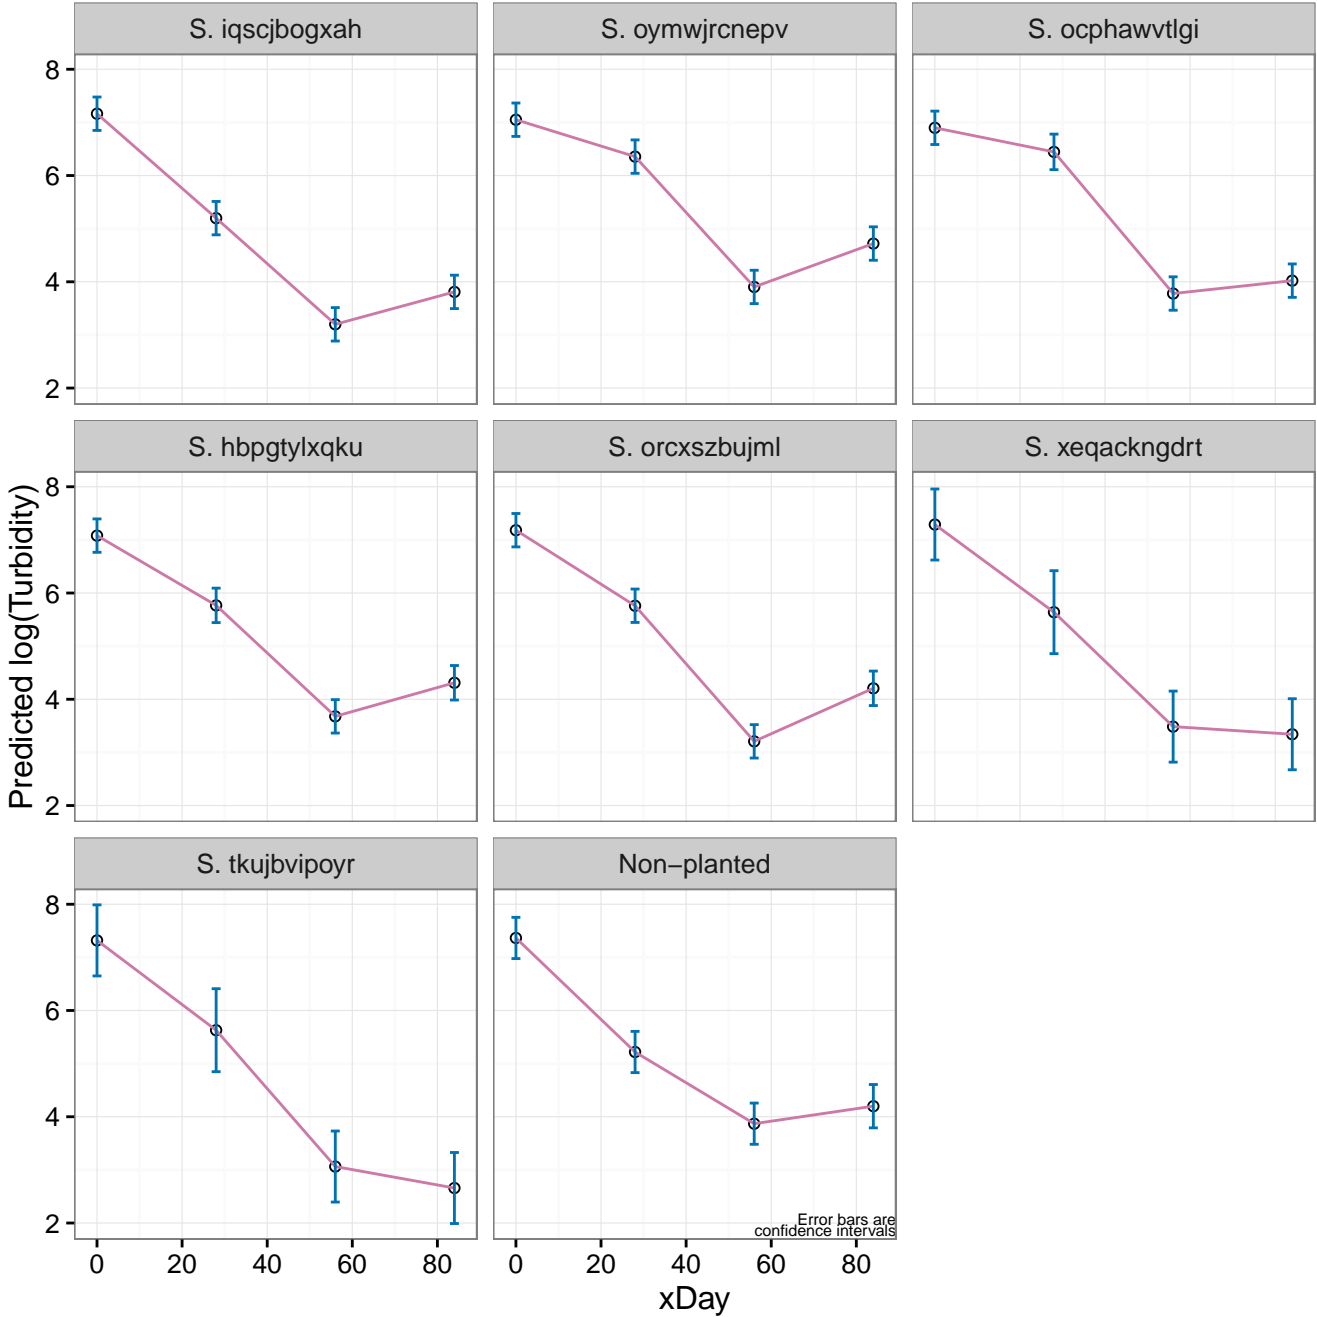 S. iqscjbogxah
S. oymwjrcnepv
S. ocphawvtlgi
8
6
4
2
S. hbpgtylxqku
S. orcxszbujml
S. xeqackngdrt
8
6
4
2
Predicted log(Turbidity)
S. tkujbvipoyr
Non−planted
8
6
4
2
Error bars are
confidence intervals
0 20 40 60 80
0 20 40 60 80
xDay